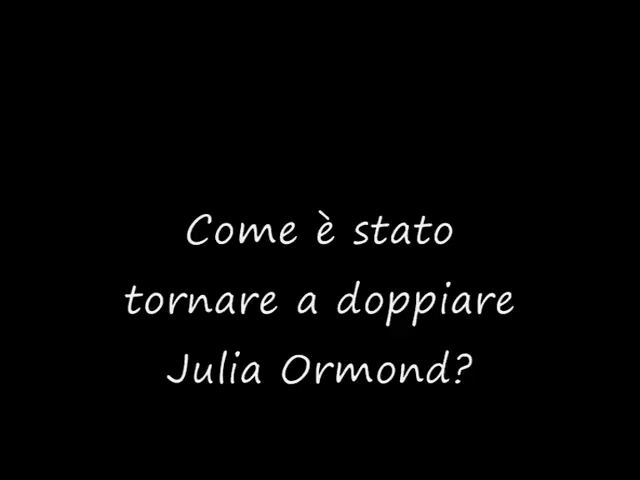 Come è stato
tornare a doppiare
Julia Ormond?